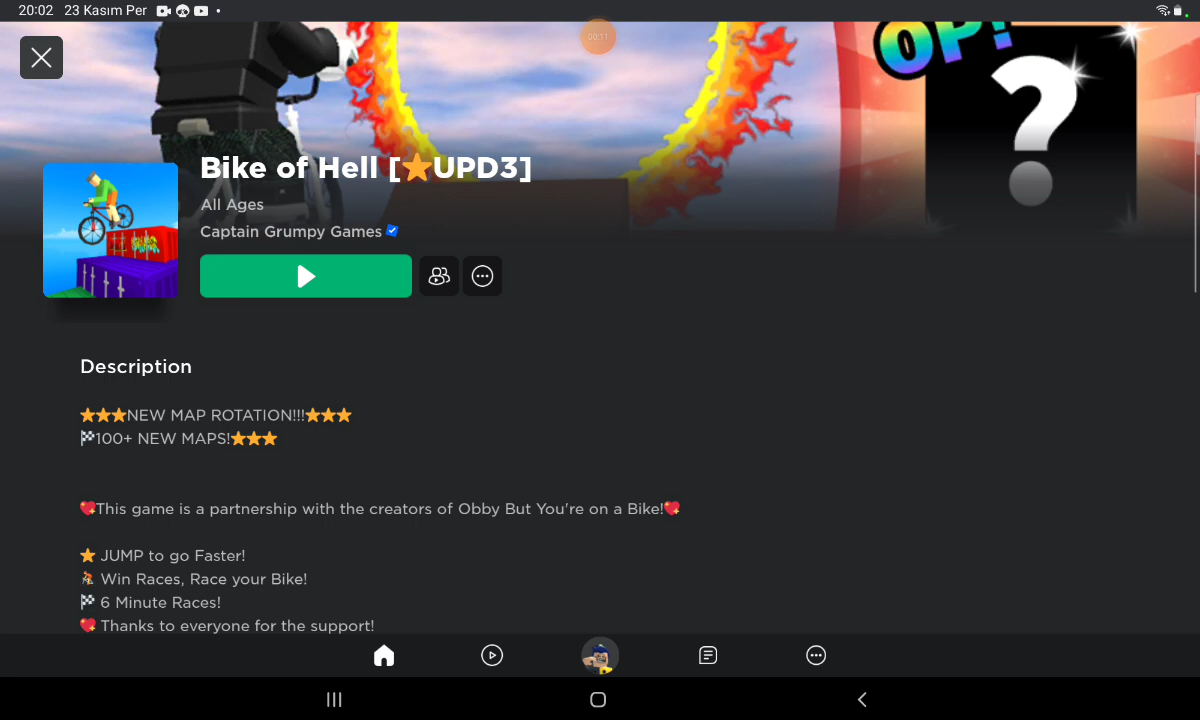 20:02 23 Kasım Per
00:11
OP!
?
Bike of Hell [⭐UPD3]
All Ages
Captain Grumpy Games
Description
⭐⭐⭐NEW MAP ROTATION!!!⭐⭐⭐
🏁100+ NEW MAPS!⭐⭐⭐
💖This game is a partnership with the creators of Obby But You're on a Bike!💖
⭐ JUMP to go Faster!
🚴 Win Races, Race your Bike!
🏁 6 Minute Races!
💖 Thanks to everyone for the support!